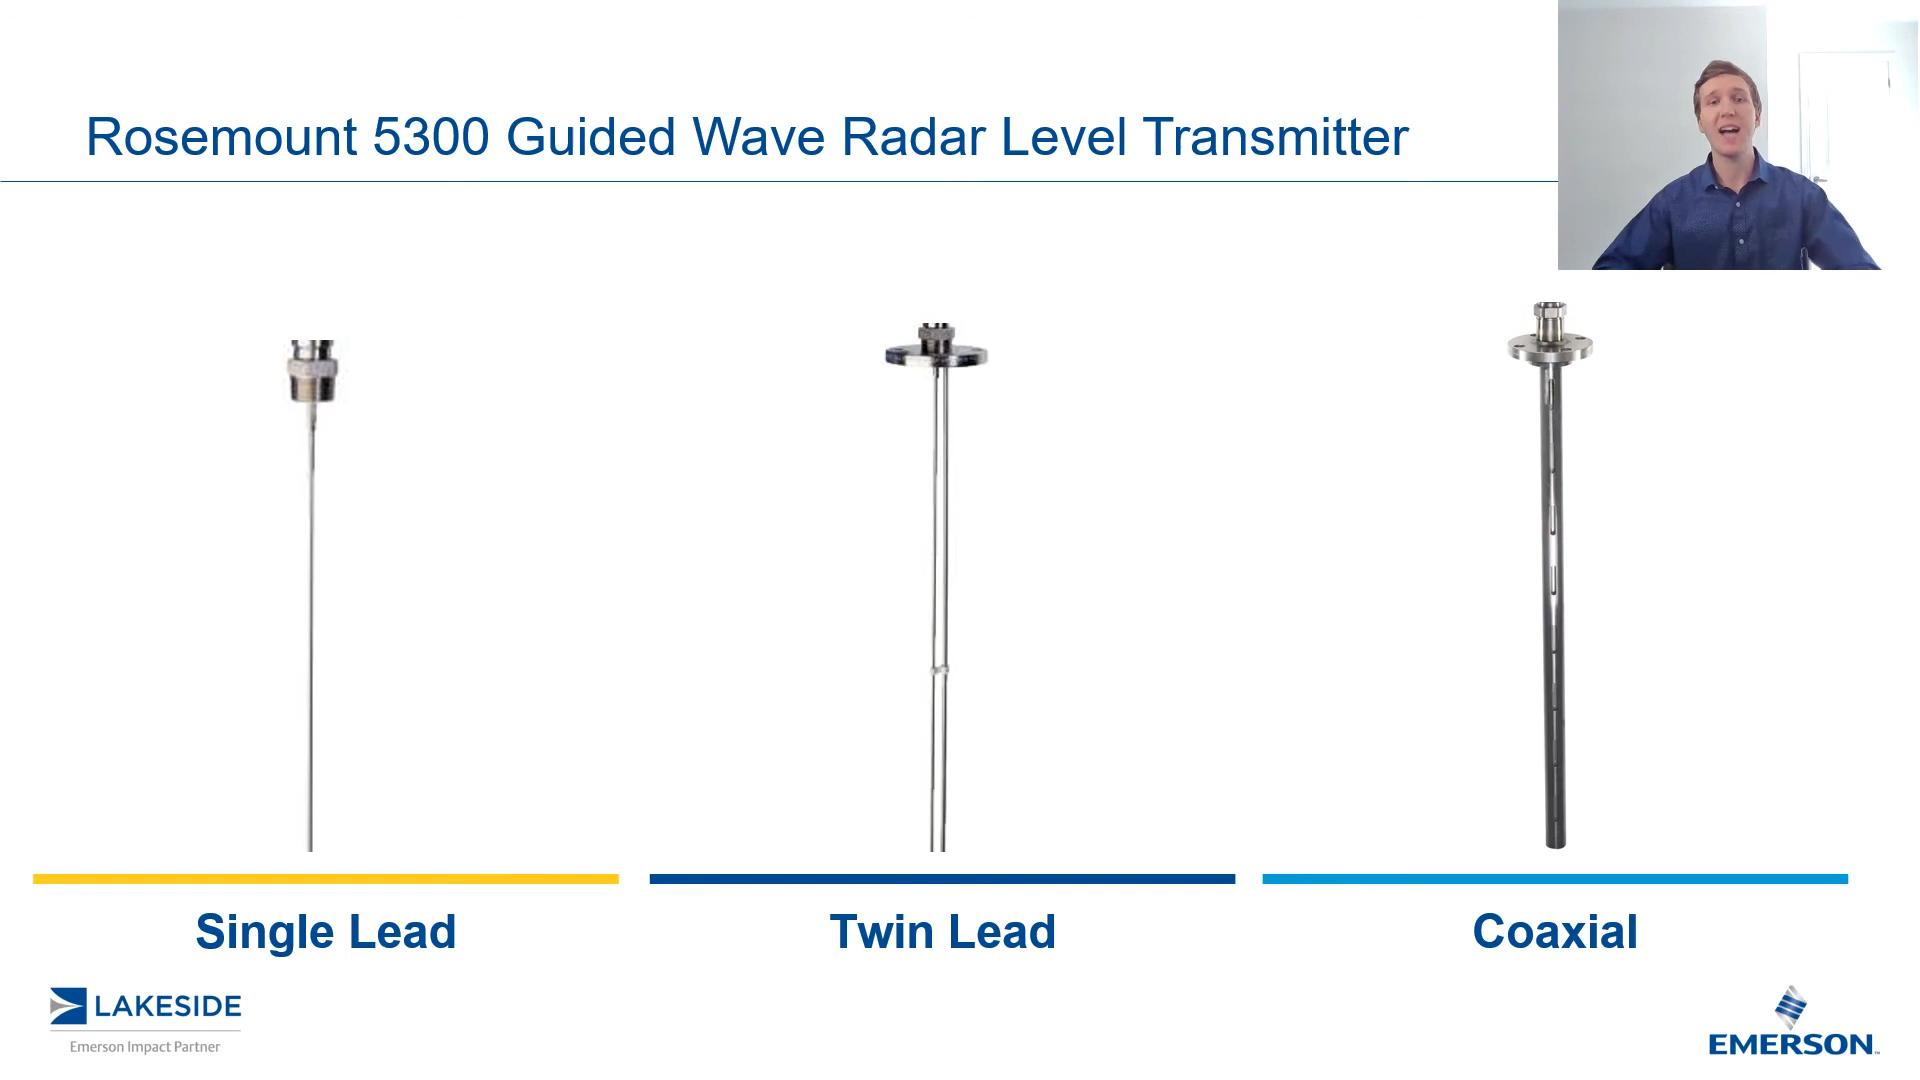 Rosemount 5300 Guided Wave Radar Level Transmitter
Single Lead
Twin Lead
Coaxial
LAKESIDE
Emerson Impact Partner
EMERSON